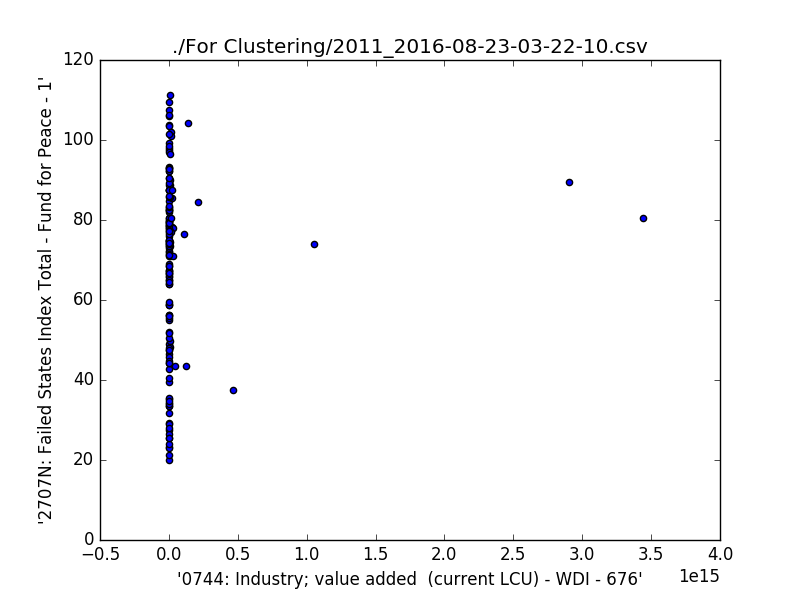 ./For Clustering/2011_2016-08-23-03-22-10.csv
120
100
80
60
40
20
0
'2707N: Failed States Index Total - Fund for Peace - 1'
−0.5 0.0 0.5 1.0 1.5 2.0 2.5 3.0 3.5 4.0
1e15
'0744: Industry; value added  (current LCU) - WDI - 676'